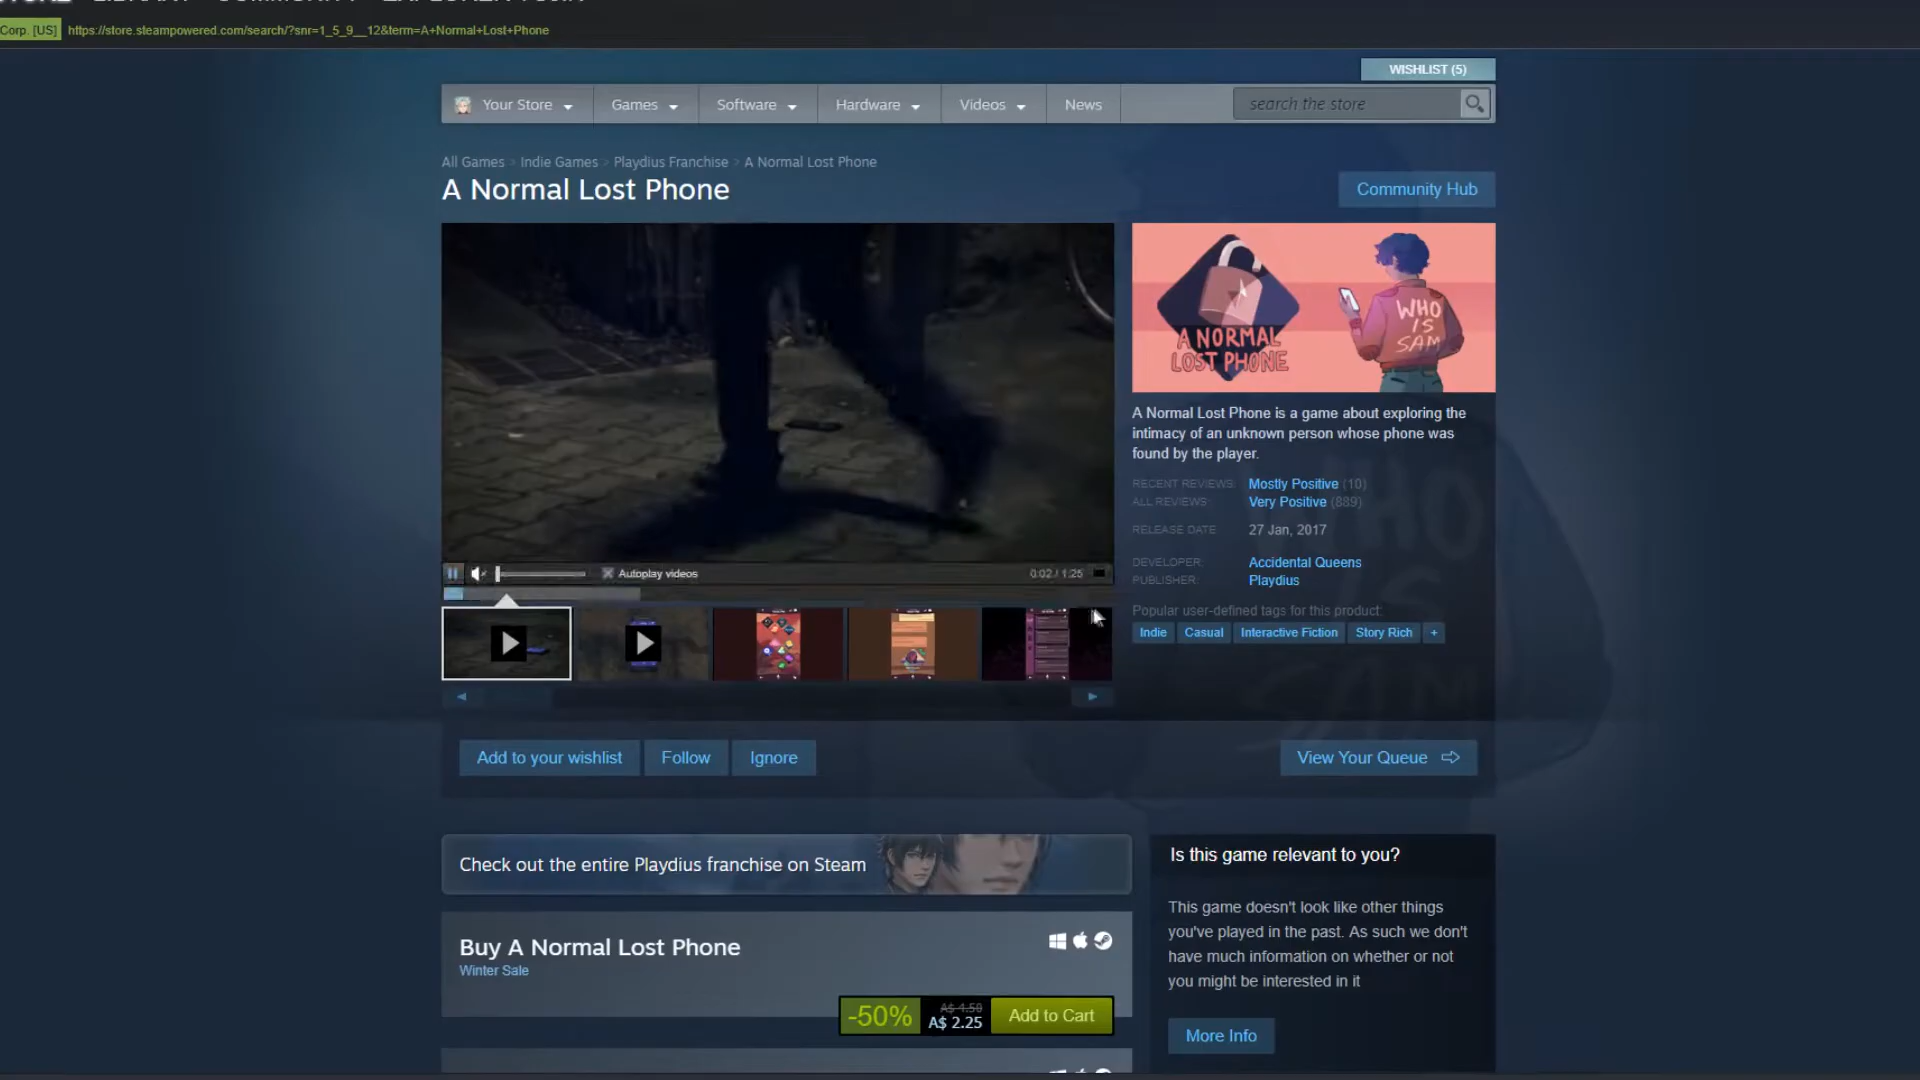 Corp. [US] https://store.steampowered.com/search/?snr=1_5_9__12&term=A+Normal+Lost+Phone
WISHLIST (5)
Your Store Games Software Hardware Videos News search the store
All Games > Indie Games > Playdius Franchise > A Normal Lost Phone
A Normal Lost Phone
Community Hub
A NORMAL
LOST PHONE
WHO
IS
SAM
A Normal Lost Phone is a game about exploring the
intimacy of an unknown person whose phone was
found by the player.
RECENT REVIEWS: Mostly Positive (10)
ALL REVIEWS: Very Positive (889)
RELEASE DATE: 27 Jan, 2017
DEVELOPER: Accidental Queens
PUBLISHER: Playdius
Popular user-defined tags for this product:
Indie Casual Interactive Fiction Story Rich +
Autoplay videos 0:02 / 1:25
Add to your wishlist Follow Ignore View Your Queue
Check out the entire Playdius franchise on Steam
Buy A Normal Lost Phone
Winter Sale
-50% A$ 4.50 A$ 2.25 Add to Cart
Is this game relevant to you?
This game doesn't look like other things
you've played in the past. As such we don't
have much information on whether or not
you might be interested in it
More Info